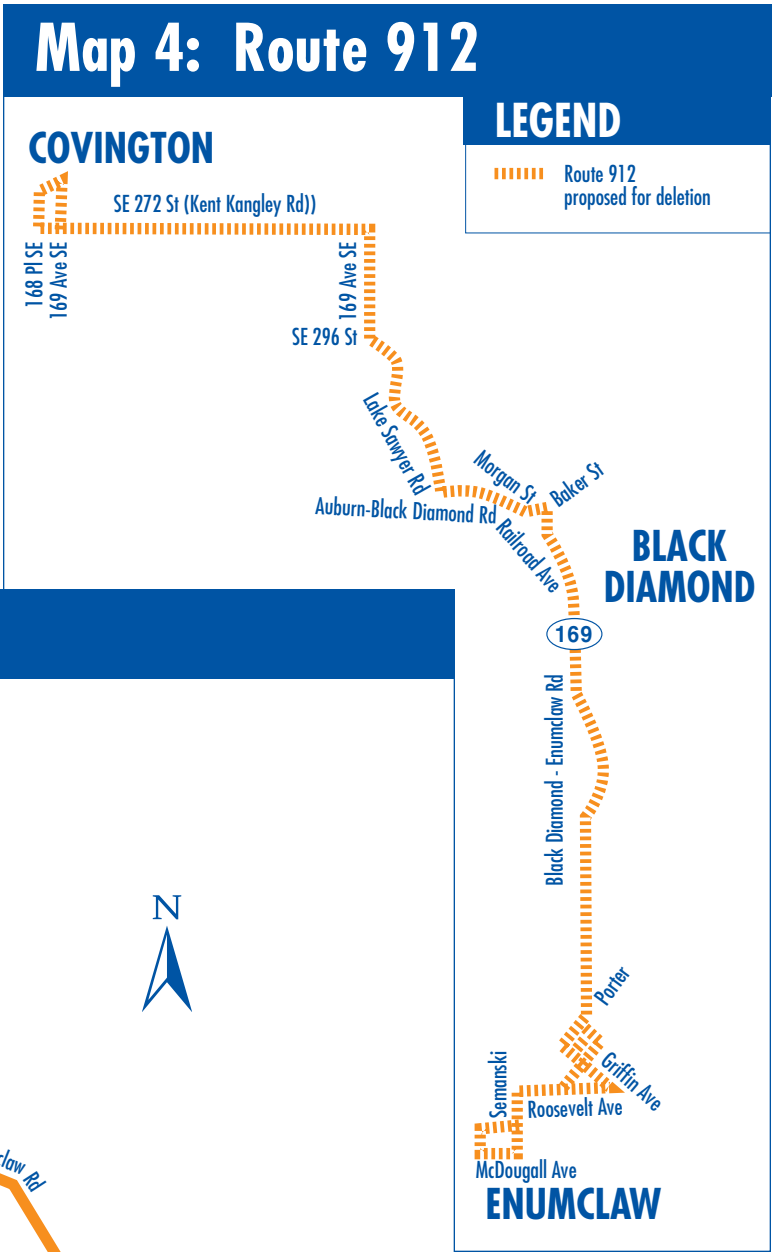 Map 4: Route 912
LEGEND
Route 912
proposed for deletion
COVINGTON
SE 272 St (Kent Kangley Rd))
168 Pl SE
169 Ave SE
169 Ave SE
SE 296 St
Lake Sawyer Rd
Morgan St
Baker St
Auburn-Black Diamond Rd
Railroad Ave
BLACK
DIAMOND
169
Black Diamond - Enumclaw Rd
N
Porter
Griffin Ave
Semanski
Roosevelt Ave
McDougall Ave
ENUMCLAW
claw Rd